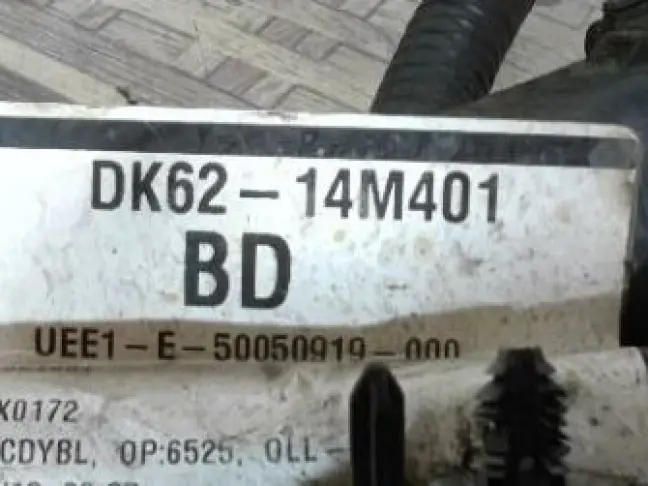 DK62-14M401
BD
UEE1-E-50050919-000
X0172
CDYBL, OP:6525, OLL-